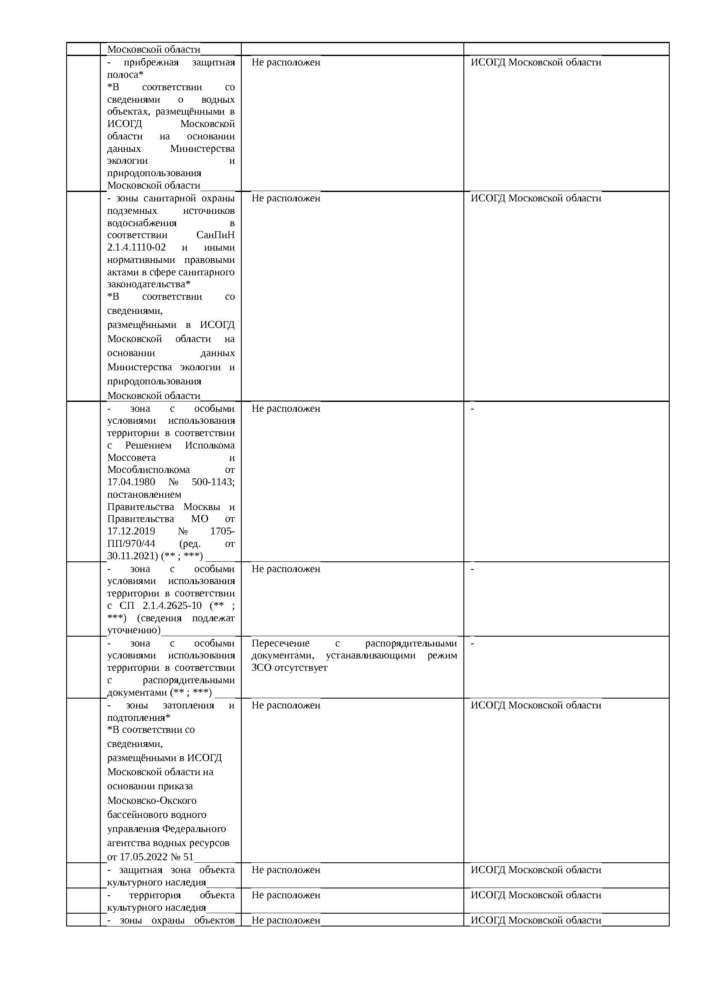 Московской области
- прибрежная защитная Не расположен ИСОГД Московской области
полоса*
*В соответствии со
сведениями о водных
объектах, размещёнными в
ИСОГД Московской
области на основании
данных Министерства
экологии и
природопользования
Московской области
- зоны санитарной охраны Не расположен ИСОГД Московской области
подземных источников
водоснабжения в
соответствии СанПиН
2.1.4.1110-02 и иными
нормативными правовыми
актами в сфере санитарного
законодательства*
*В соответствии со
сведениями,
размещёнными в ИСОГД
Московской области на
основании данных
Министерства экологии и
природопользования
Московской области
- зона с особыми Не расположен -
условиями использования
территории в соответствии
с Решением Исполкома
Моссовета и
Мособлисполкома от
17.04.1980 № 500-1143;
постановлением
Правительства Москвы и
Правительства МО от
17.12.2019 № 1705-
ПП/970/44 (ред. от
30.11.2021) (** ; ***)
- зона с особыми Не расположен -
условиями использования
территории в соответствии
с СП 2.1.4.2625-10 (** ;
***) (сведения подлежат
уточнению)
- зона с особыми Пересечение с распорядительными -
условиями использования документами, устанавливающими режим
территории в соответствии ЗСО отсутствует
с распорядительными
документами (** ; ***)
- зоны затопления и Не расположен ИСОГД Московской области
подтопления*
*В соответствии со
сведениями,
размещёнными в ИСОГД
Московской области на
основании приказа
Московско-Окского
бассейнового водного
управления Федерального
агентства водных ресурсов
от 17.05.2022 № 51
- защитная зона объекта Не расположен ИСОГД Московской области
культурного наследия
- территория объекта Не расположен ИСОГД Московской области
культурного наследия
- зоны охраны объектов Не расположен ИСОГД Московской области